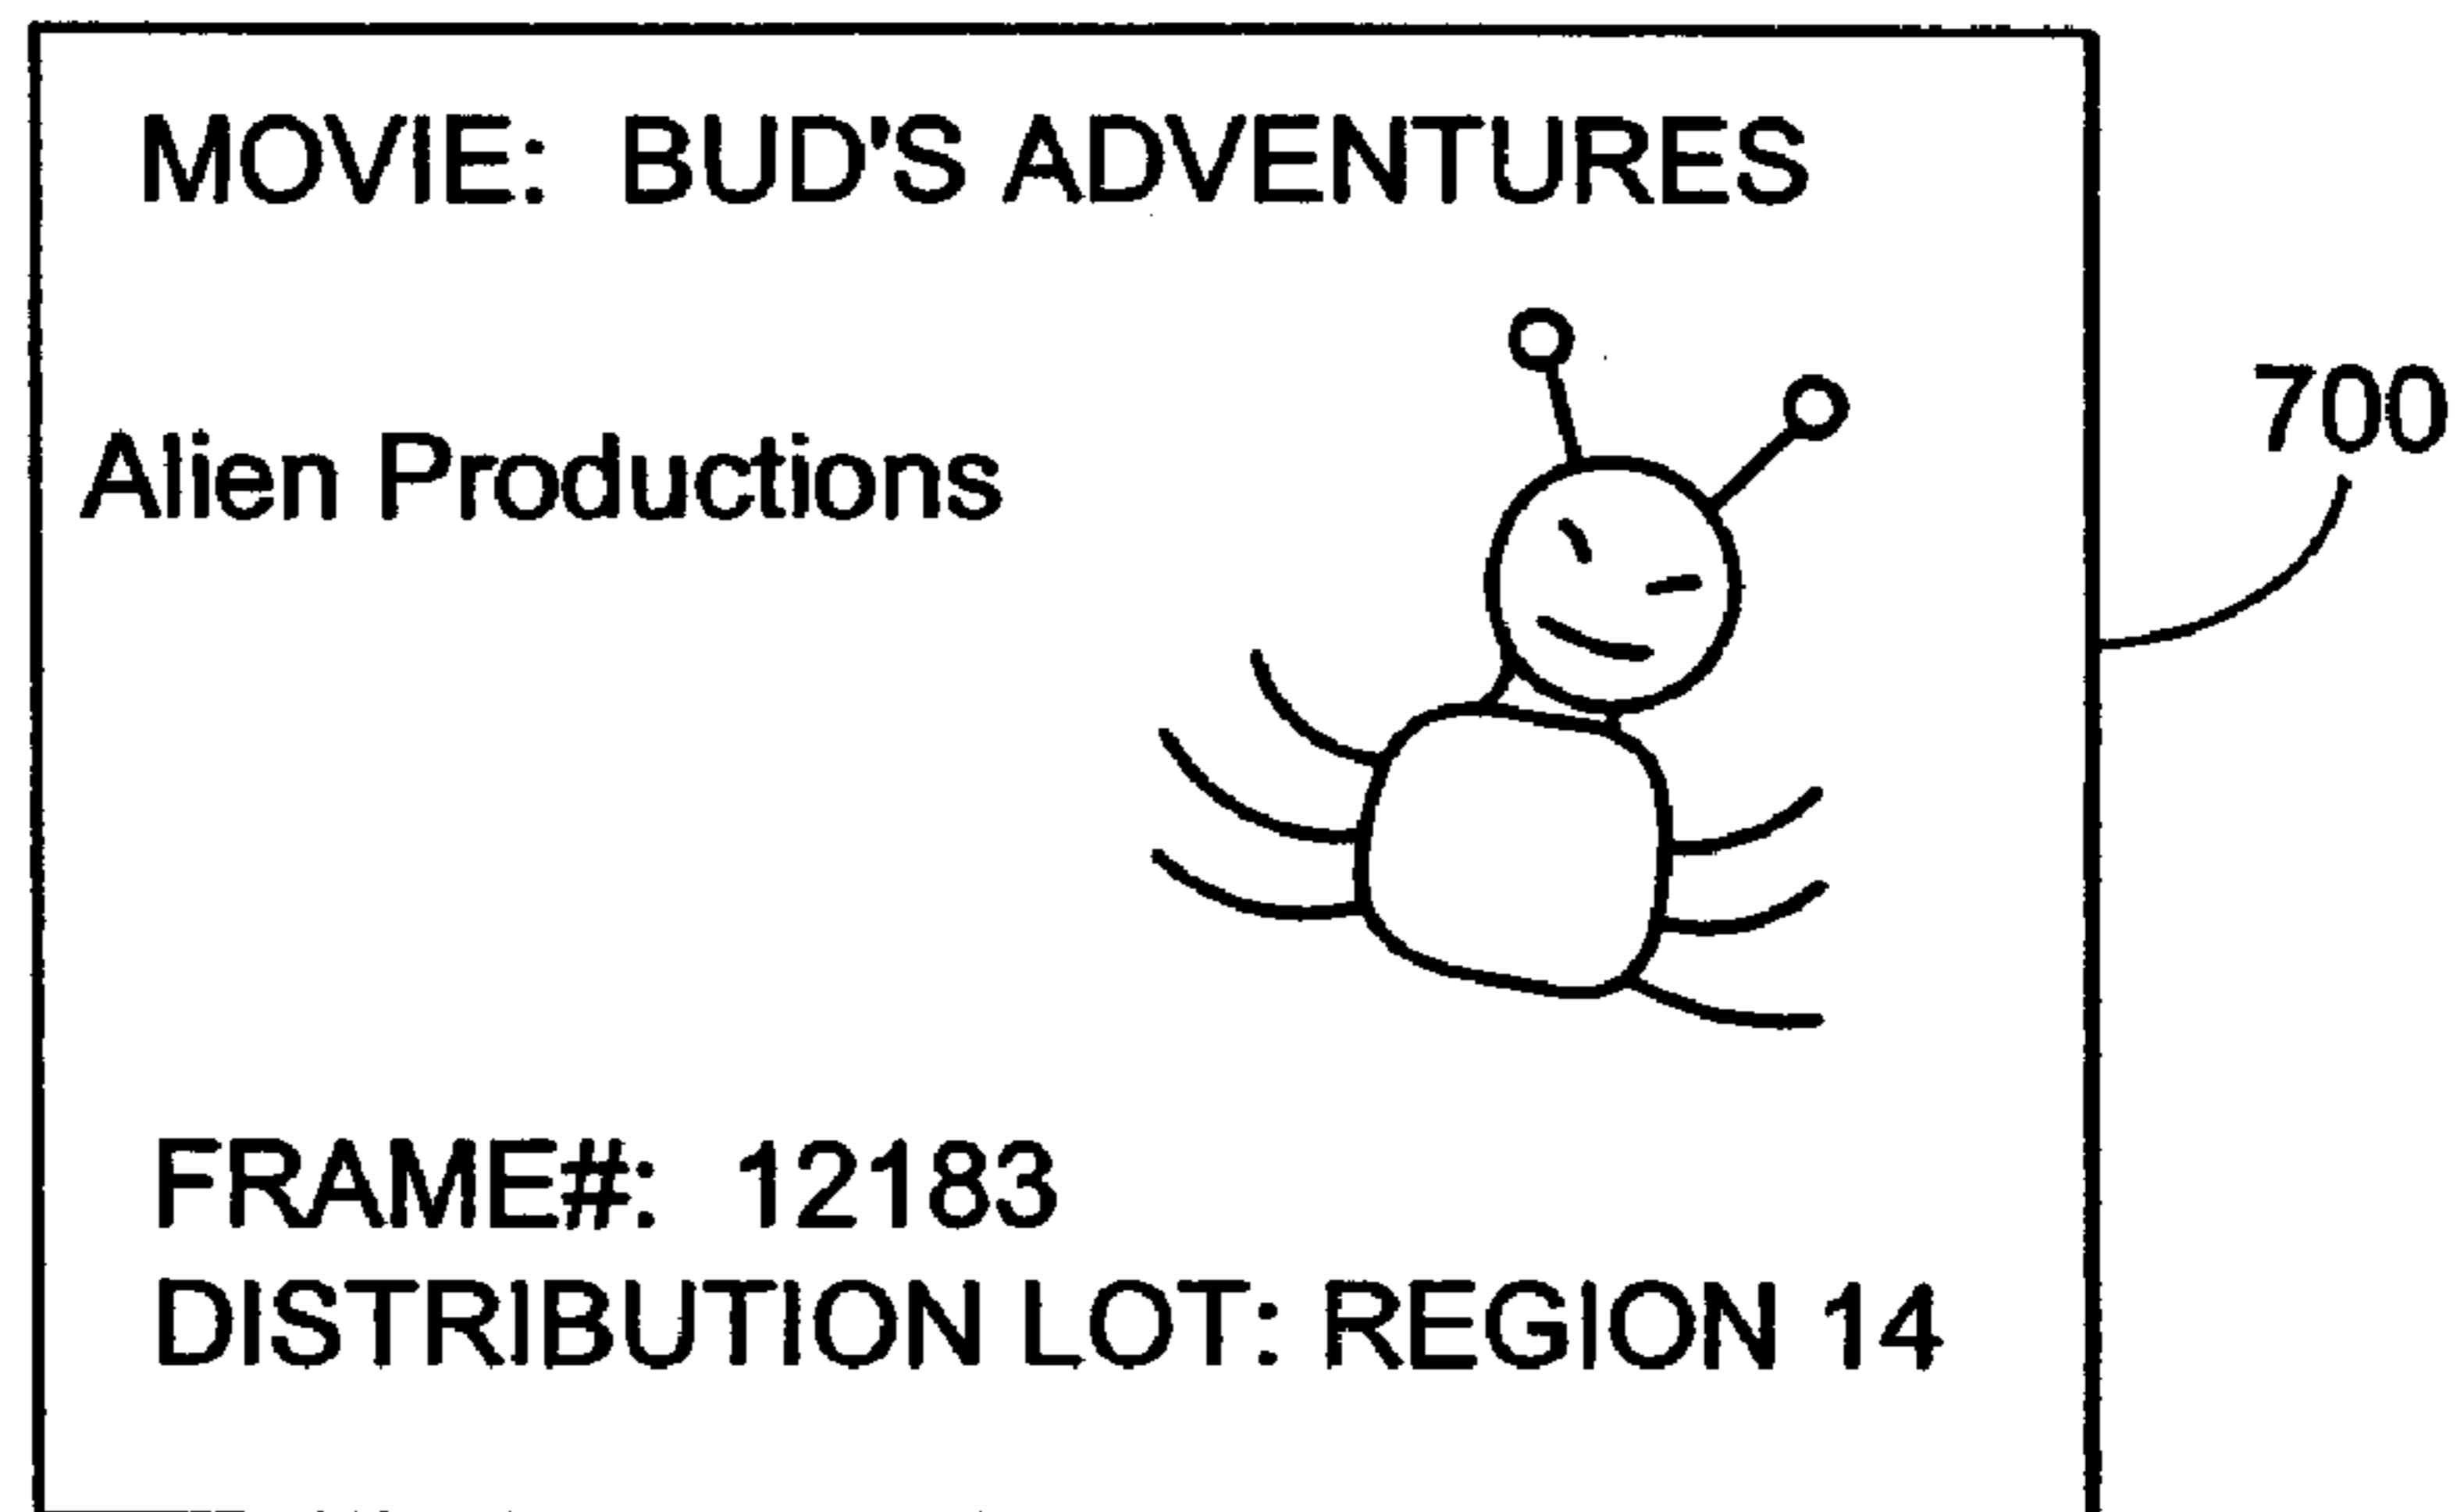 MOVIE: BUD'S ADVENTURES
Alien Productions
700
FRAME#: 12183
DISTRIBUTION LOT: REGION 14